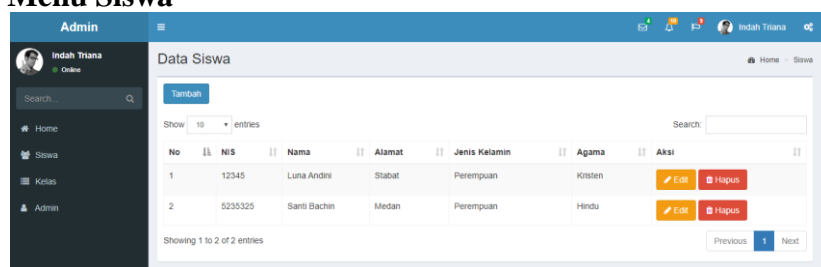 Menu Siswa
Admin
4 10 9 Indah Triana
Indah Triana
Online
Data Siswa
Home > Siswa
Search...
Home
Siswa
Kelas
Admin
Tambah
Show 10 entries
Search:
No NIS Nama Alamat Jenis Kelamin Agama Aksi
1 12345 Luna Andini Stabat Perempuan Kristen Edit Hapus
2 5235325 Santi Bachin Medan Perempuan Hindu Edit Hapus
Showing 1 to 2 of 2 entries
Previous 1 Next